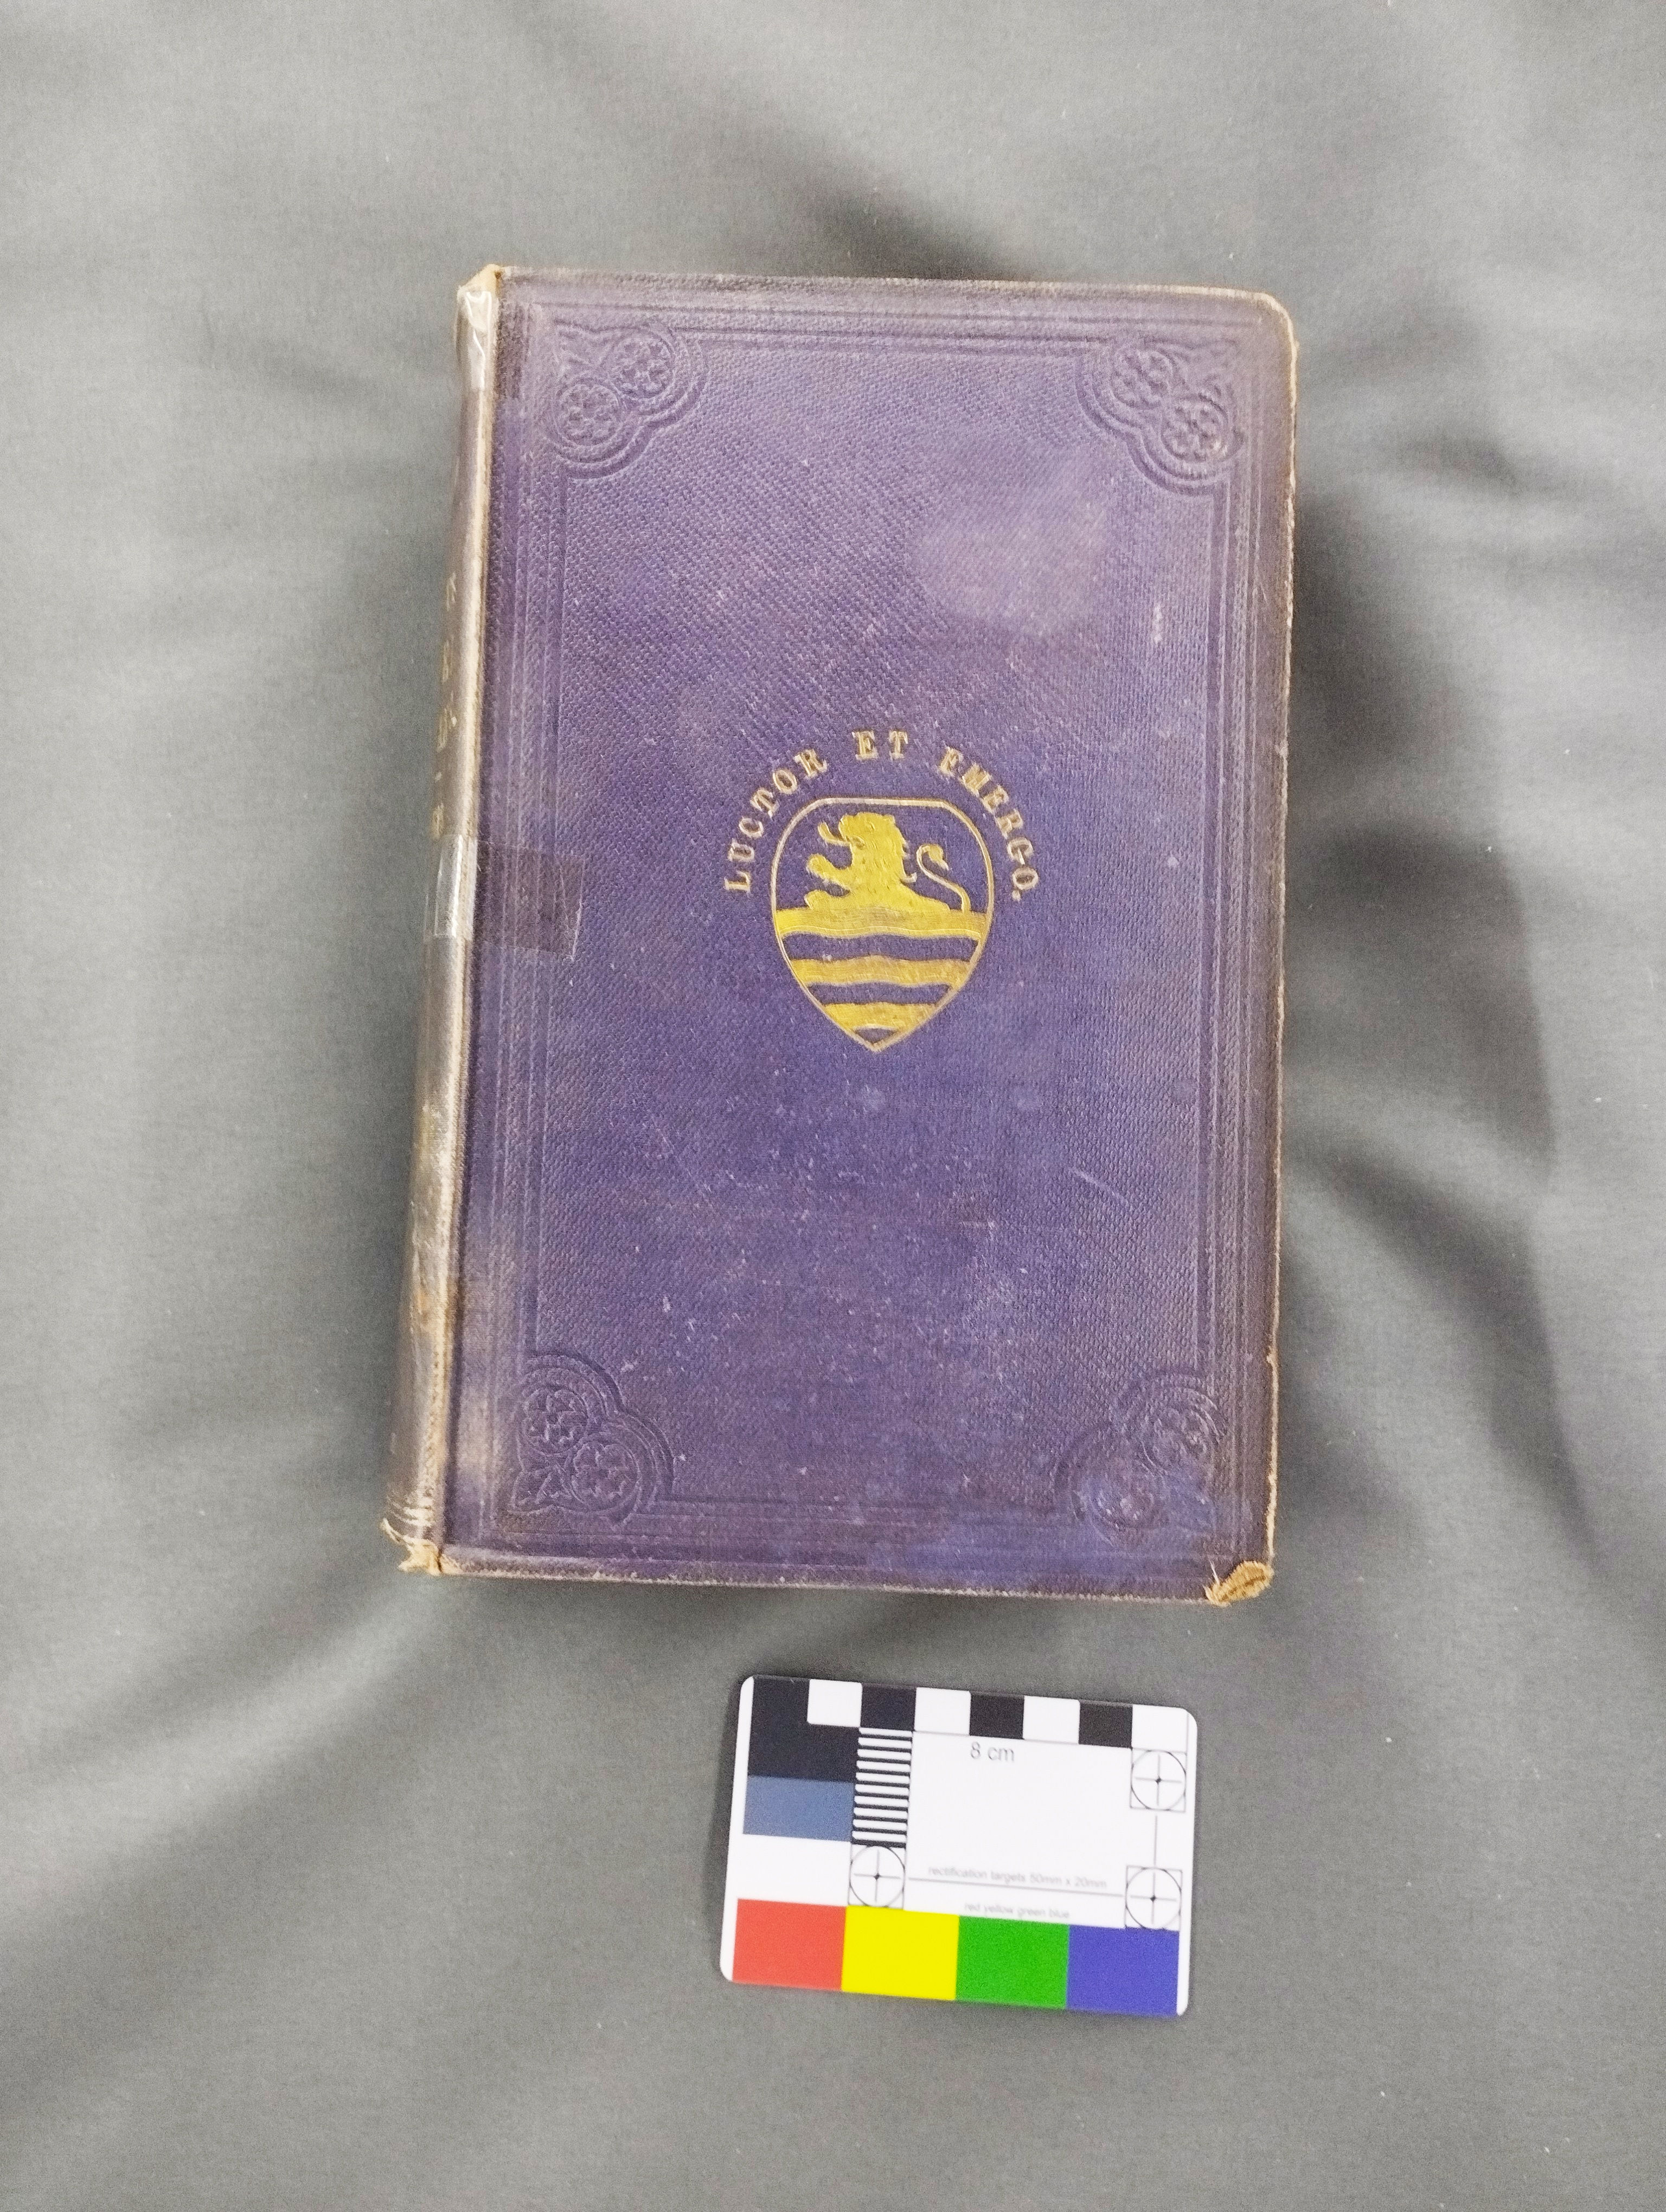 LUCTOR ET EMERGO.
8 cm
rectification targets 50mm x 20mm
red yellow green blue